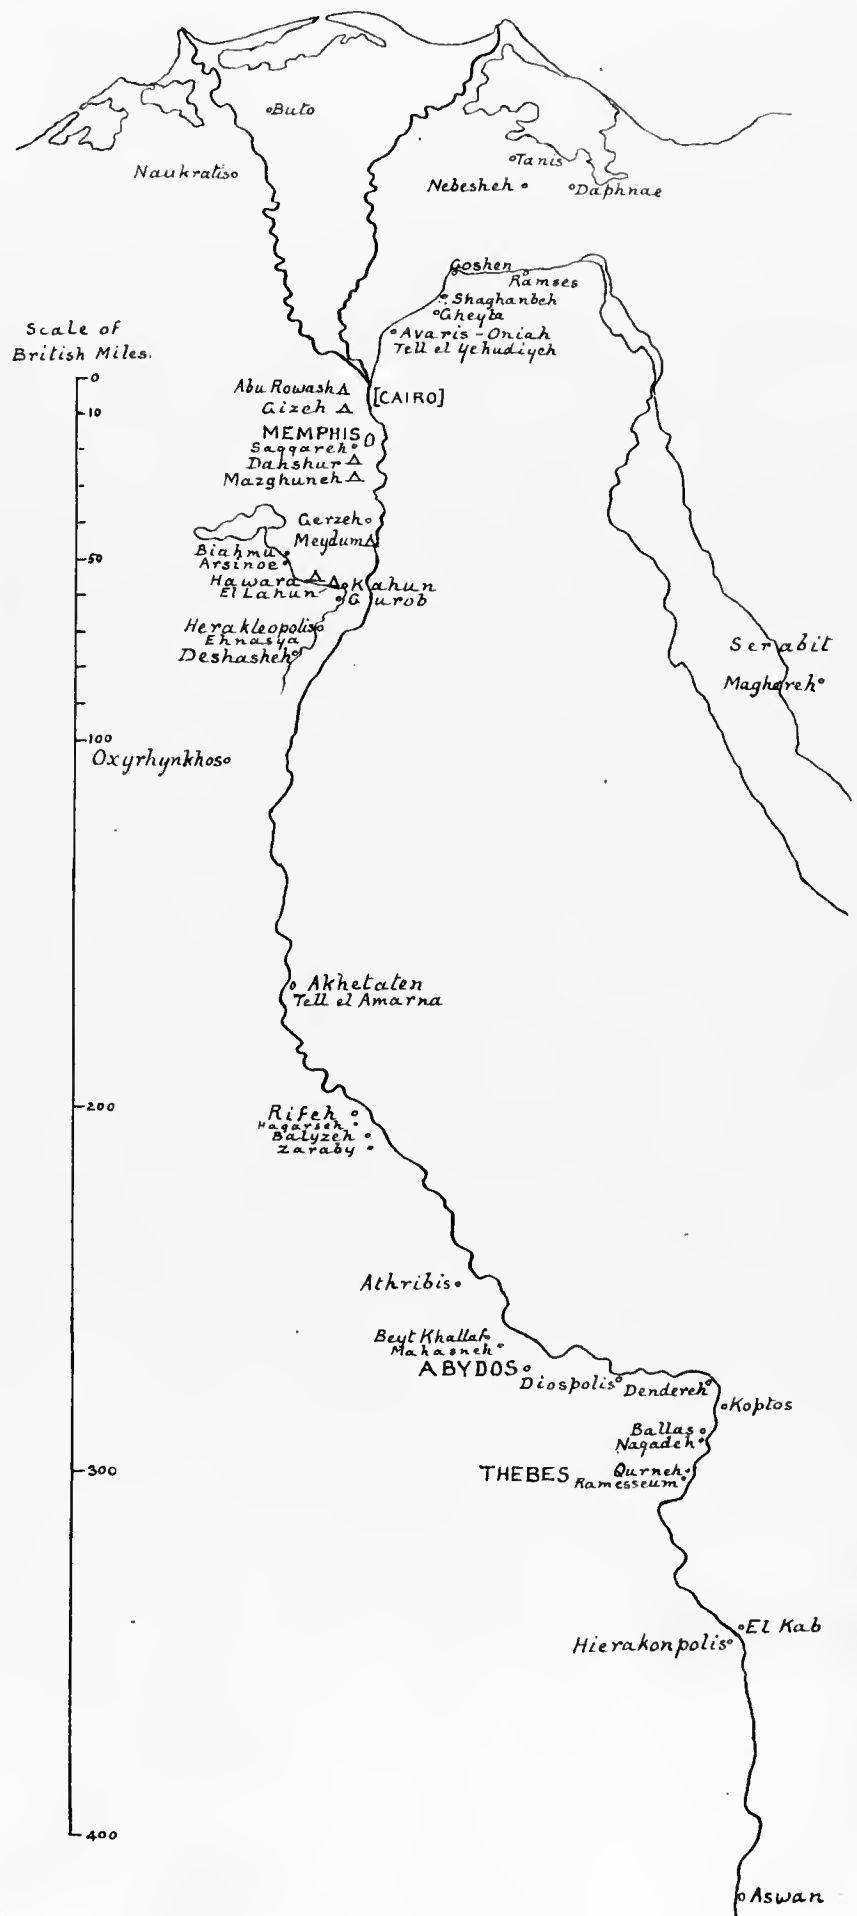 Buto
Naukratis
Tanis
Nebesheh
Daphnae
Goshen
Ramses
Shaghanbeh
Gheyta
Avaris - Oniah
Tell el Yehudiyeh
Scale of
British Miles.
0
10
50
100
200
300
400
Abu Rowash
[CAIRO]
Gizeh
MEMPHIS
Saqqareh
Dahshur
Mazghuneh
Gerzeh
Meydum
Biahmu
Arsinoe
Hawara
Kahun
El Lahun
Gurob
Herakleopolis
Ehnasya
Deshasheh
Serabit
Maghareh
Oxyrhynkhos
Akhetaten
Tell el Amarna
Rifeh
Hagarseh
Balyzeh
Zaraby
Athribis
Beyt Khallaf
Mahasneh
ABYDOS
Diospolis
Dendereh
Koptos
Ballas
Naqadeh
THEBES
Qurneh
Ramesseum
El Kab
Hierakonpolis
Aswan